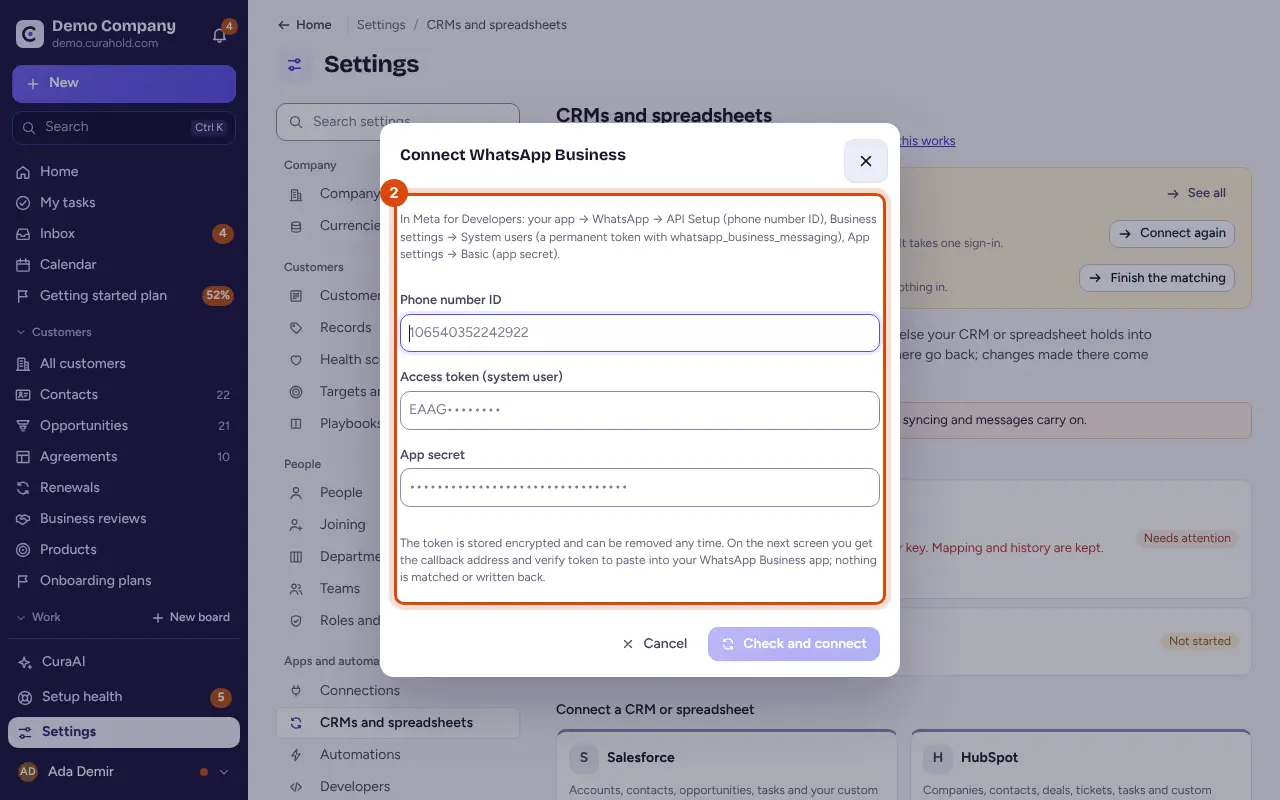 Demo Company
demo.curahold.com
4
New
Search
Ctrl K
Home
My tasks
Inbox
4
Calendar
Getting started plan
52%
Customers
All customers
Contacts
22
Opportunities
21
Agreements
10
Renewals
Business reviews
Products
Onboarding plans
Work
New board
CuraAI
Setup health
5
Settings
AD
Ada Demir
Home
Settings / CRMs and spreadsheets
Settings
Search settings
Company
Company
Currencie
Customers
Custome
Records
Health sc
Targets a
Playbooks
People
People
Joining
Departme
Teams
Roles and
Apps and automa
Connections
CRMs and spreadsheets
Automations
Developers
CRMs and spreadsheets
this works
See all
It takes one sign-in.
Connect again
othing in.
Finish the matching
else your CRM or spreadsheet holds into
ere go back; changes made there come
syncing and messages carry on.
r key. Mapping and history are kept.
Needs attention
Not started
Connect a CRM or spreadsheet
S
Salesforce
Accounts, contacts, opportunities, tasks and your custom
H
HubSpot
Companies, contacts, deals, tickets, tasks and custom
Connect WhatsApp Business
2
In Meta for Developers: your app → WhatsApp → API Setup (phone number ID), Business
settings → System users (a permanent token with whatsapp_business_messaging), App
settings → Basic (app secret).
Phone number ID
106540352242922
Access token (system user)
EAAG••••••••
App secret
••••••••••••••••••••••••••••••••
The token is stored encrypted and can be removed any time. On the next screen you get
the callback address and verify token to paste into your WhatsApp Business app; nothing
is matched or written back.
Cancel
Check and connect